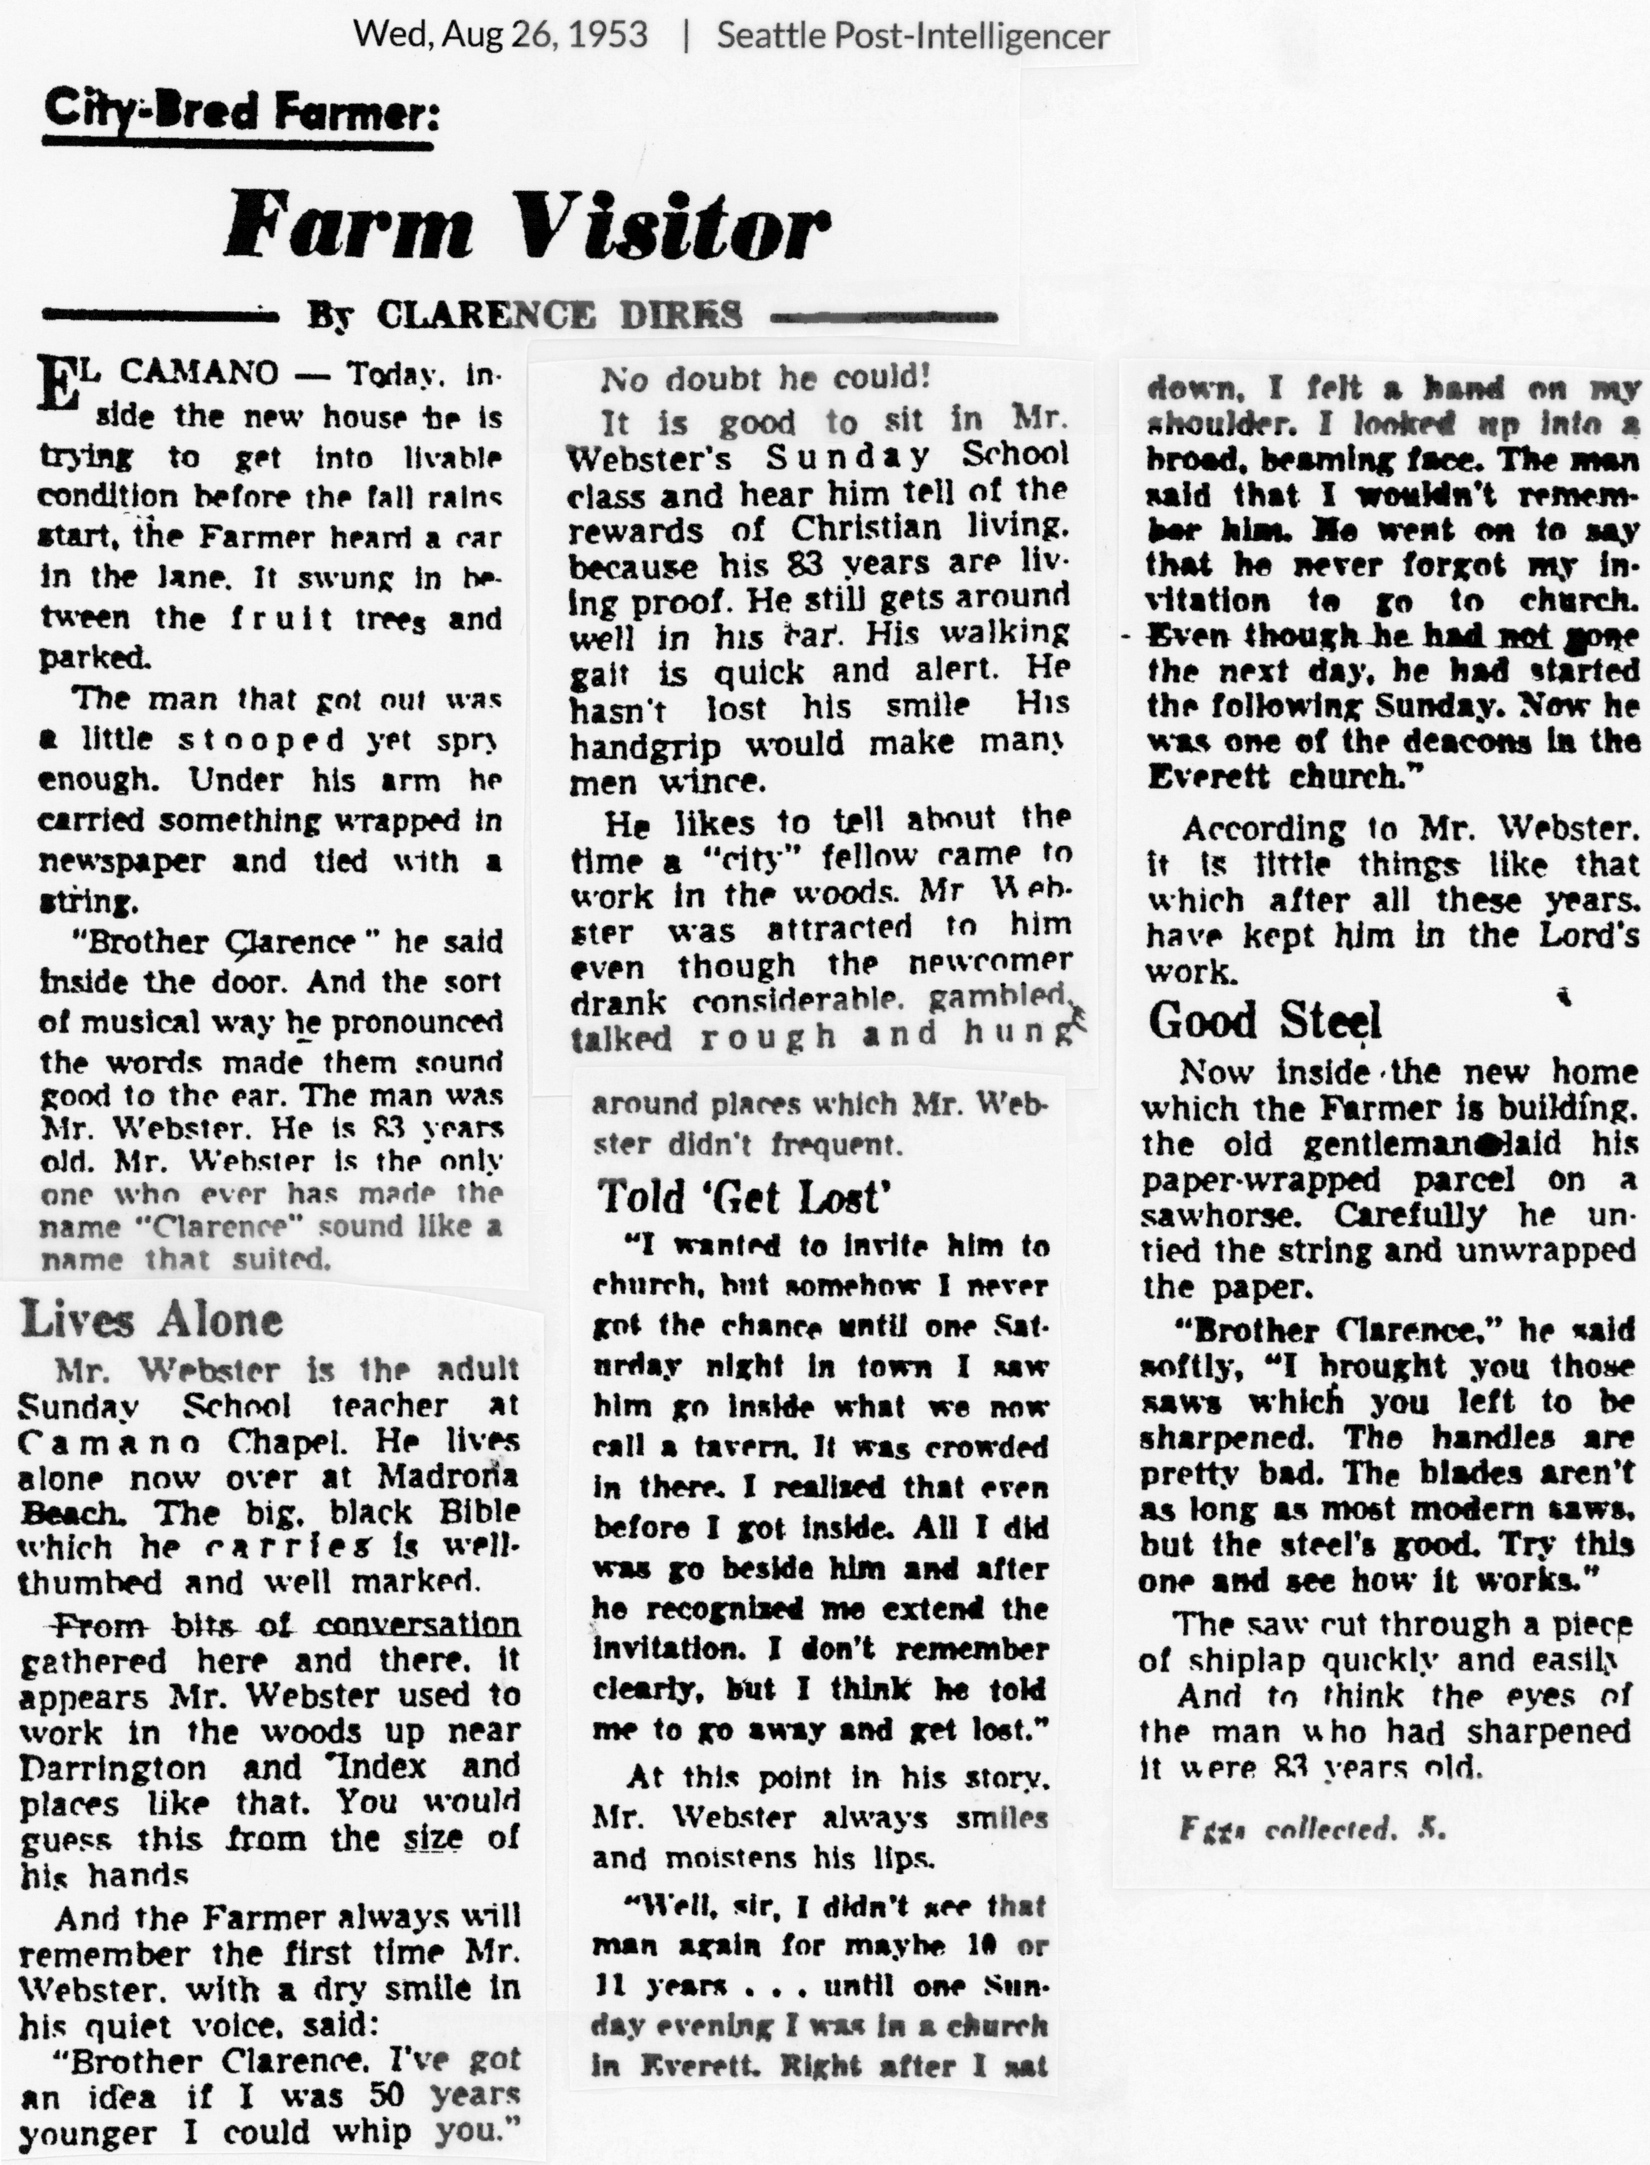 Wed, Aug 26, 1953 | Seattle Post-Intelligencer
City-Bred Farmer:
Farm Visitor
By CLARENCE DIRKS
EL CAMANO — Today, in-
side the new house he is
trying to get into livable
condition before the fall rains
start, the Farmer heard a car
in the lane. It swung in be-
tween the fruit trees and
parked.
The man that got out was
a little stooped yet spry
enough. Under his arm he
carried something wrapped in
newspaper and tied with a
string.
"Brother Clarence" he said
inside the door. And the sort
of musical way he pronounced
the words made them sound
good to the ear. The man was
Mr. Webster. He is 83 years
old. Mr. Webster is the only
one who ever has made the
name "Clarence" sound like a
name that suited.
Lives Alone
Mr. Webster is the adult
Sunday School teacher at
Camano Chapel. He lives
alone now over at Madrona
Beach. The big, black Bible
which he carries is well-
thumbed and well marked.
From bits of conversation
gathered here and there, it
appears Mr. Webster used to
work in the woods up near
Darrington and Index and
places like that. You would
guess this from the size of
his hands
And the Farmer always will
remember the first time Mr.
Webster, with a dry smile in
his quiet voice, said:
"Brother Clarence, I've got
an idea if I was 50 years
younger I could whip you."
No doubt he could!
It is good to sit in Mr.
Webster's Sunday School
class and hear him tell of the
rewards of Christian living,
because his 83 years are liv-
ing proof. He still gets around
well in his car. His walking
gait is quick and alert. He
hasn't lost his smile His
handgrip would make many
men wince.
He likes to tell about the
time a "city" fellow came to
work in the woods. Mr Web-
ster was attracted to him
even though the newcomer
drank considerable, gambled,
talked rough and hung
around places which Mr. Web-
ster didn't frequent.
Told 'Get Lost'
"I wanted to invite him to
church, but somehow I never
got the chance until one Sat-
urday night in town I saw
him go inside what we now
call a tavern. It was crowded
in there. I realized that even
before I got inside. All I did
was go beside him and after
he recognized me extend the
invitation. I don't remember
clearly, but I think he told
me to go away and get lost."
At this point in his story,
Mr. Webster always smiles
and moistens his lips.
"Well, sir, I didn't see that
man again for maybe 10 or
11 years . . . until one Sun-
day evening I was in a church
in Everett. Right after I sat
down, I felt a hand on my
shoulder. I looked up into a
broad, beaming face. The man
said that I wouldn't remem-
ber him. He went on to say
that he never forgot my in-
vitation to go to church.
Even though he had not gone
the next day, he had started
the following Sunday. Now he
was one of the deacons in the
Everett church."
According to Mr. Webster,
it is little things like that
which after all these years,
have kept him in the Lord's
work.
Good Steel
Now inside the new home
which the Farmer is building,
the old gentleman laid his
paper-wrapped parcel on a
sawhorse. Carefully he un-
tied the string and unwrapped
the paper.
"Brother Clarence," he said
softly, "I brought you those
saws which you left to be
sharpened. The handles are
pretty bad. The blades aren't
as long as most modern saws,
but the steel's good. Try this
one and see how it works."
The saw cut through a piece
of shiplap quickly and easily
And to think the eyes of
the man who had sharpened
it were 83 years old.
Eggs collected, 5.